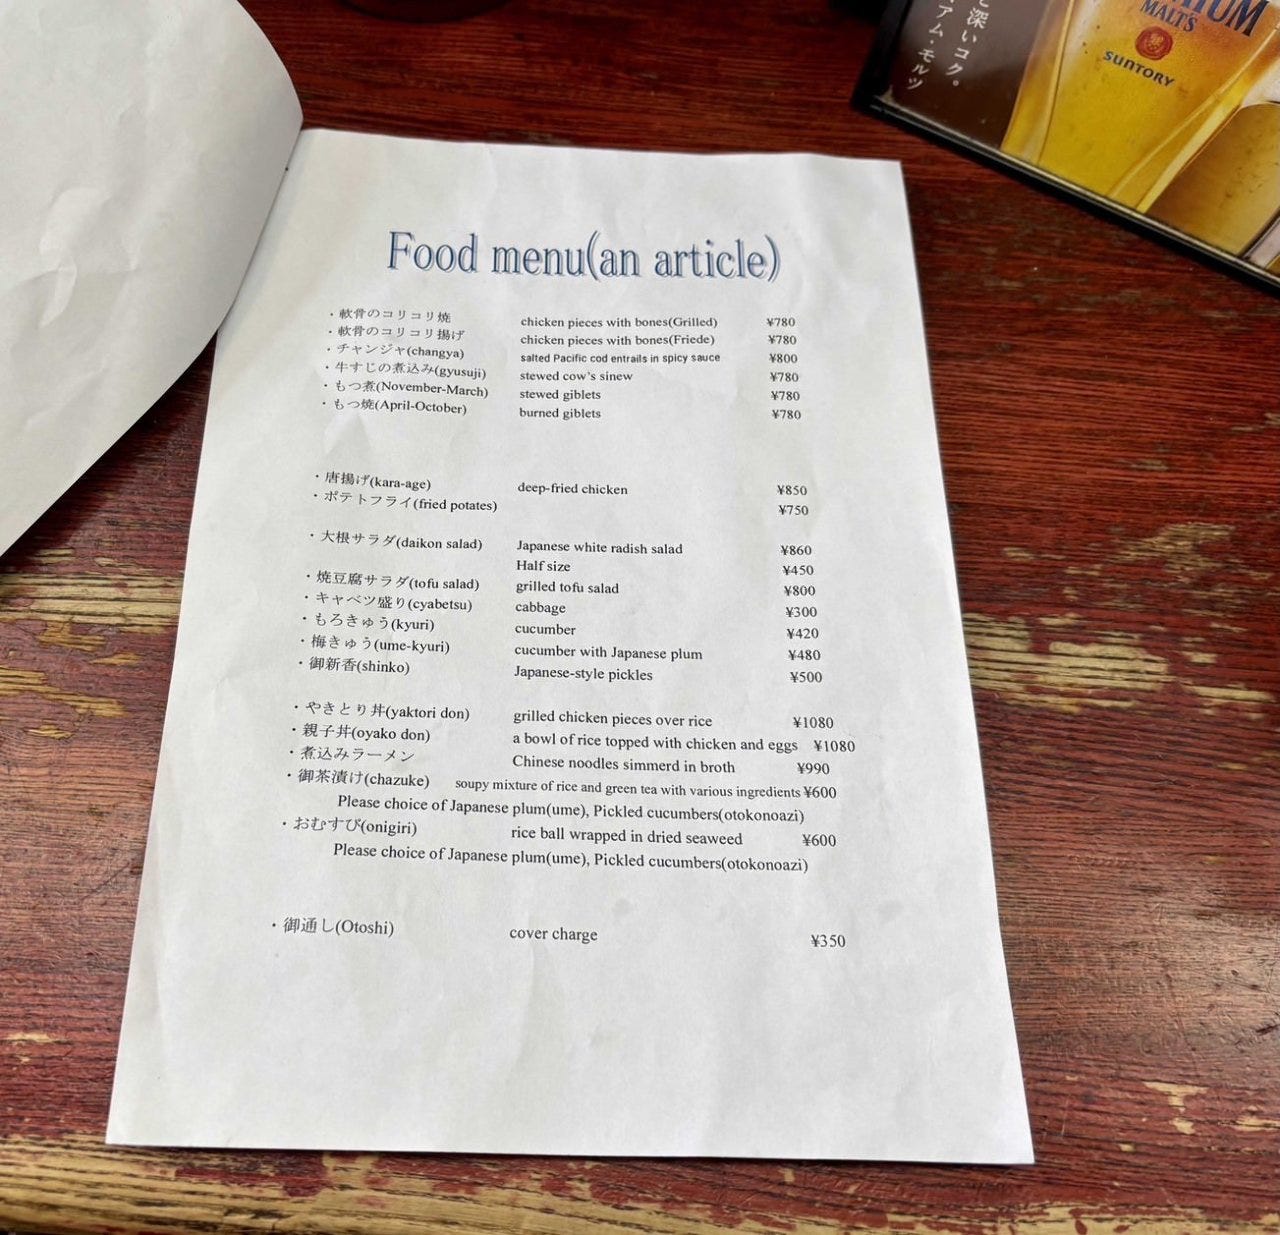 深いコク。
アム・モルツ
MALT'S
SUNTORY
Food menu(an article)
・軟骨のコリコリ焼 chicken pieces with bones(Grilled) ¥780
・軟骨のコリコリ揚げ chicken pieces with bones(Friede) ¥780
・チャンジャ(changya) salted Pacific cod entrails in spicy sauce ¥800
・牛すじの煮込み(gyusuji) stewed cow's sinew ¥780
・もつ煮(November-March) stewed giblets ¥780
・もつ焼(April-October) burned giblets ¥780
・唐揚げ(kara-age) deep-fried chicken ¥850
・ポテトフライ(fried potates) ¥750
・大根サラダ(daikon salad) Japanese white radish salad ¥860
Half size ¥450
・焼豆腐サラダ(tofu salad) grilled tofu salad ¥800
・キャベツ盛り(cyabetsu) cabbage ¥300
・もろきゅう(kyuri) cucumber ¥420
・梅きゅう(ume-kyuri) cucumber with Japanese plum ¥480
・御新香(shinko) Japanese-style pickles ¥500
・やきとり丼(yaktori don) grilled chicken pieces over rice ¥1080
・親子丼(oyako don) a bowl of rice topped with chicken and eggs ¥1080
・煮込みラーメン Chinese noodles simmerd in broth ¥990
・御茶漬け(chazuke) soupy mixture of rice and green tea with various ingredients ¥600
Please choice of Japanese plum(ume), Pickled cucumbers(otokonoazi)
・おむすび(onigiri) rice ball wrapped in dried seaweed ¥600
Please choice of Japanese plum(ume), Pickled cucumbers(otokonoazi)
・御通し(Otoshi) cover charge ¥350